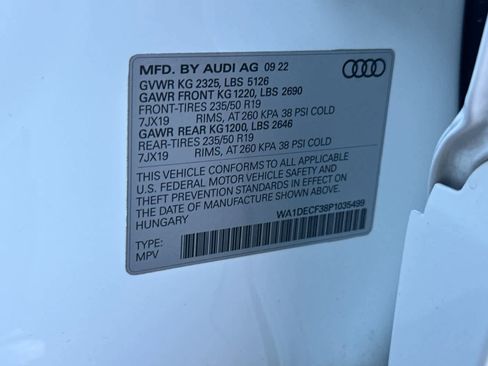 MFD. BY AUDI AG 09 22
GVWR KG 2325, LBS 5126
GAWR FRONT KG 1220, LBS 2690
FRONT-TIRES 235/50 R19
7JX19 RIMS, AT 260 KPA 38 PSI COLD
GAWR REAR KG 1200, LBS 2646
REAR-TIRES 235/50 R19
7JX19 RIMS, AT 260 KPA 38 PSI COLD
THIS VEHICLE CONFORMS TO ALL APPLICABLE
U.S. FEDERAL MOTOR VEHICLE SAFETY AND
THEFT PREVENTION STANDARDS IN EFFECT ON
THE DATE OF MANUFACTURE SHOWN ABOVE.
HUNGARY
WA1DECF38P1035499
TYPE:
MPV